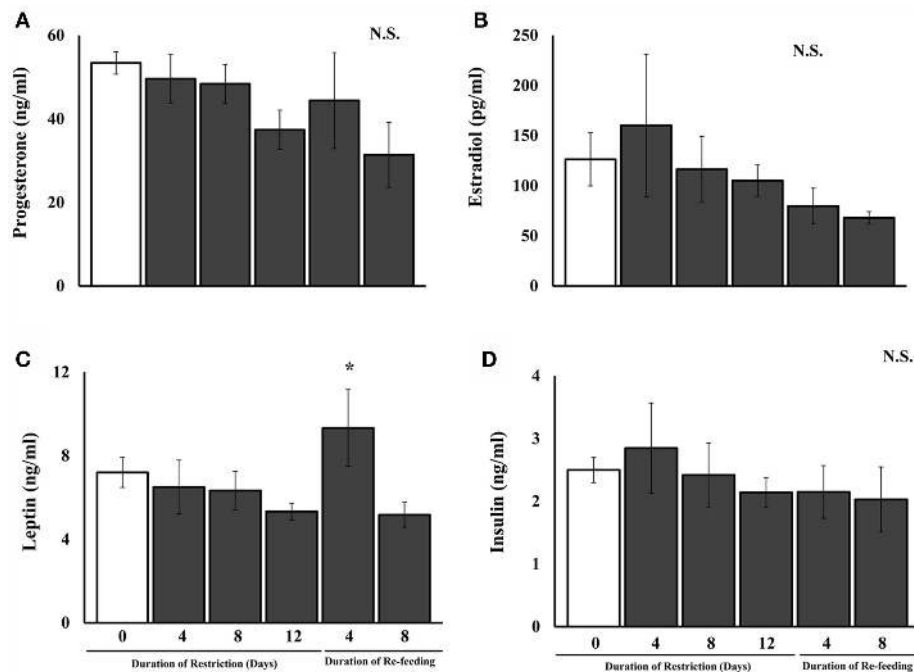 A
N.S.
Progesterone (ng/ml)
60
40
20
0
B
N.S.
Estradiol (pg/ml)
250
200
150
100
50
0
C
*
Leptin (ng/ml)
12
8
4
0
0 4 8 12 4 8
Duration of Restriction (Days) Duration of Re-feeding
D
N.S.
Insulin (ng/ml)
4
3
2
1
0
0 4 8 12 4 8
Duration of Restriction (Days) Duration of Re-feeding